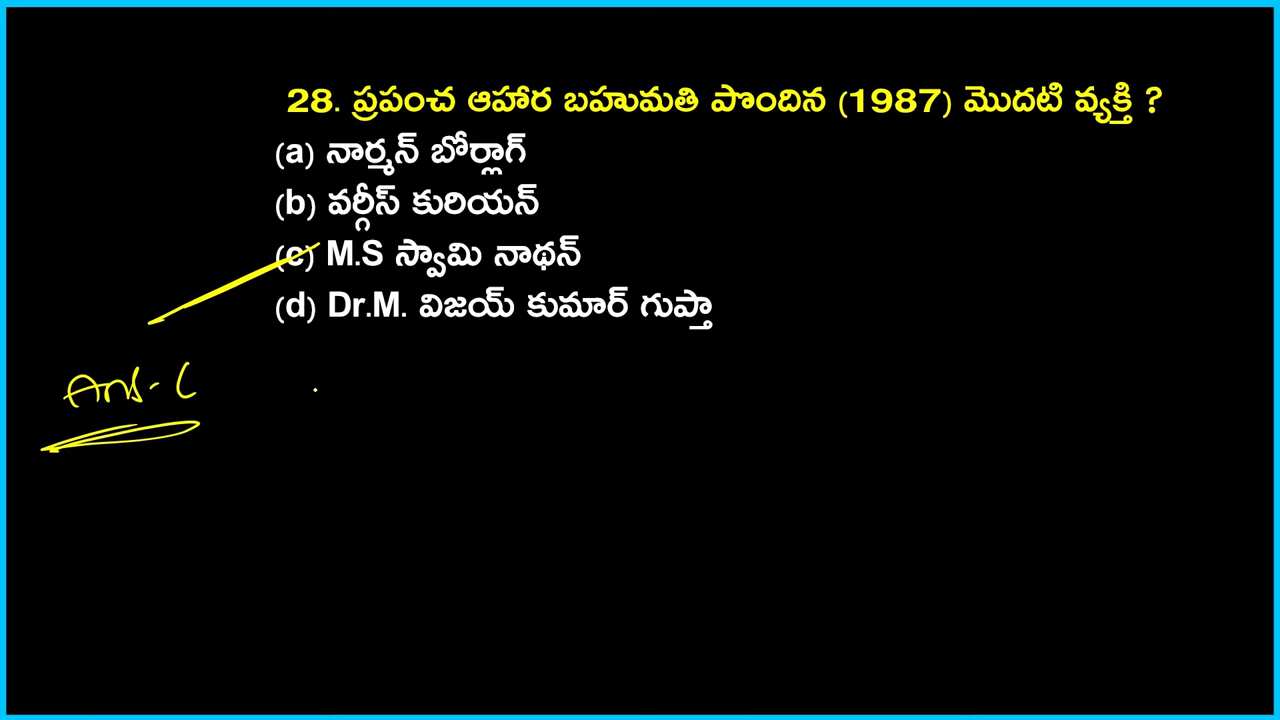 28. ప్రపంచ ఆహార బహుమతి పొందిన (1987) మొదటి వ్యక్తి ?
(a) నార్మన్ బోర్లాగ్
(b) వర్గీస్ కురియన్
(c) M.S స్వామి నాథన్
(d) Dr.M. విజయ్ కుమార్ గుప్తా
Ans- C